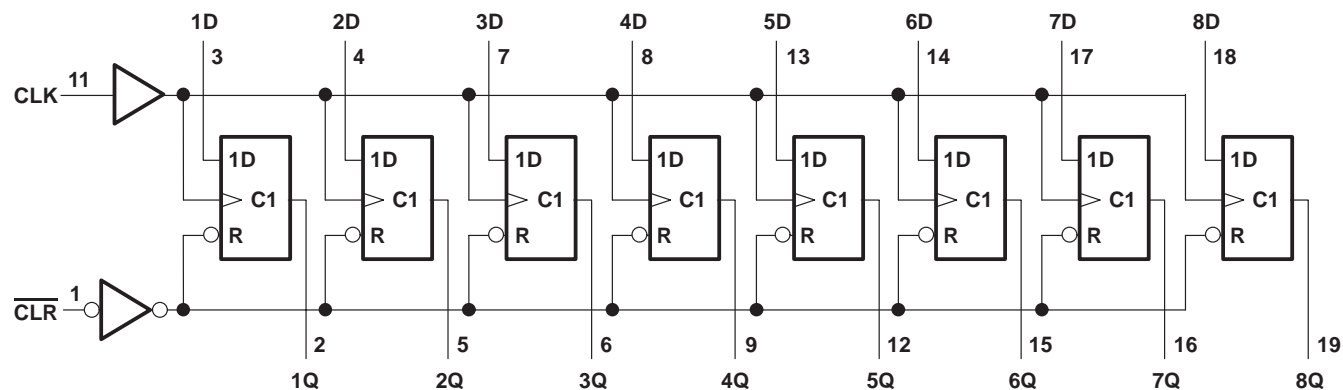 1D 2D 3D 4D 5D 6D 7D 8D
3 4 7 8 13 14 17 18
CLK 11
1D 1D 1D 1D 1D 1D 1D 1D
C1 C1 C1 C1 C1 C1 C1 C1
R R R R R R R R
CLR 1
2 5 6 9 12 15 16 19
1Q 2Q 3Q 4Q 5Q 6Q 7Q 8Q